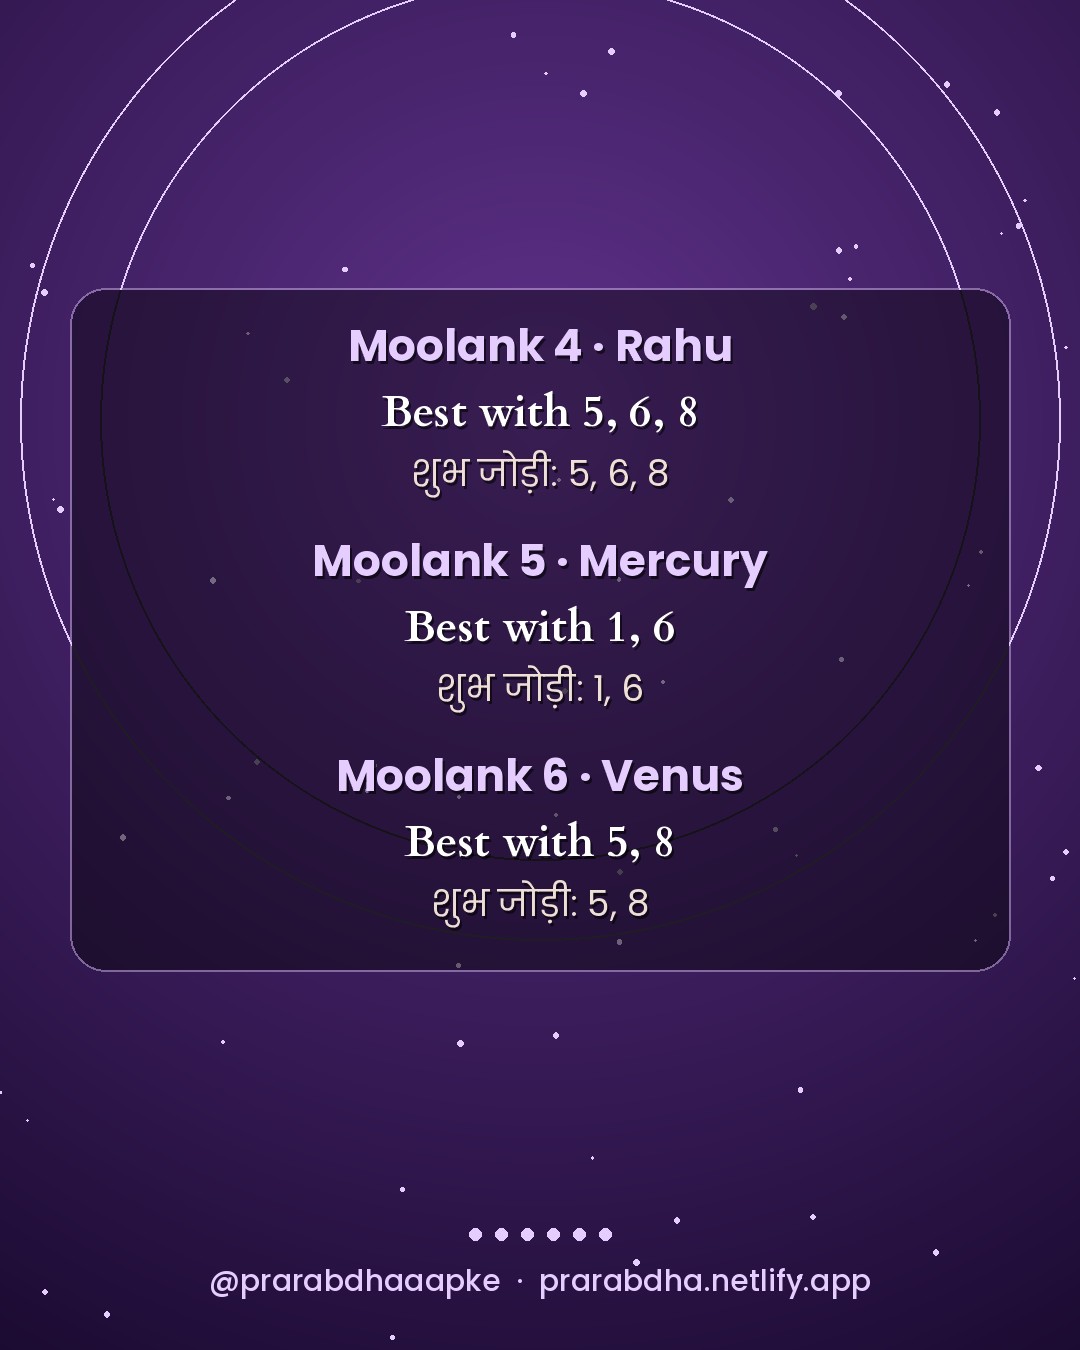 Moolank 4 · Rahu
Best with 5, 6, 8
शुभ जोड़ी: 5, 6, 8
Moolank 5 · Mercury
Best with 1, 6
शुभ जोड़ी: 1, 6
Moolank 6 · Venus
Best with 5, 8
शुभ जोड़ी: 5, 8
@prarabdhaaapke · prarabdha.netlify.app